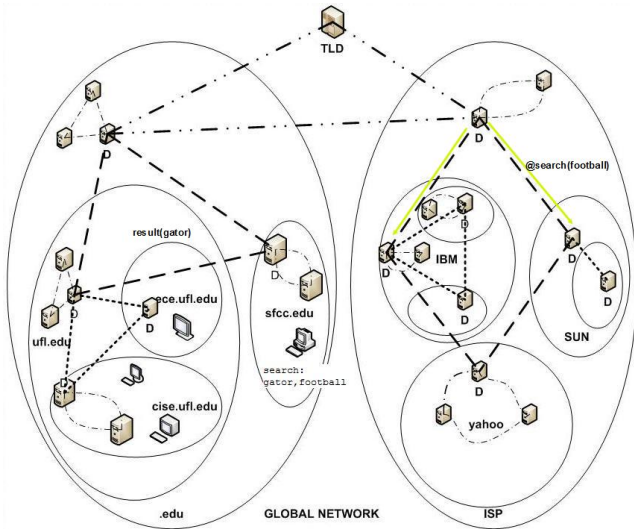 TLD
D
D
@search(football)
result(gator)
D
D
IBM
D
D
D
ece.ufl.edu
D
D
sfcc.edu
D
D
ufl.edu
SUN
search:
gator,football
D
cise.ufl.edu
yahoo
.edu
GLOBAL NETWORK
ISP